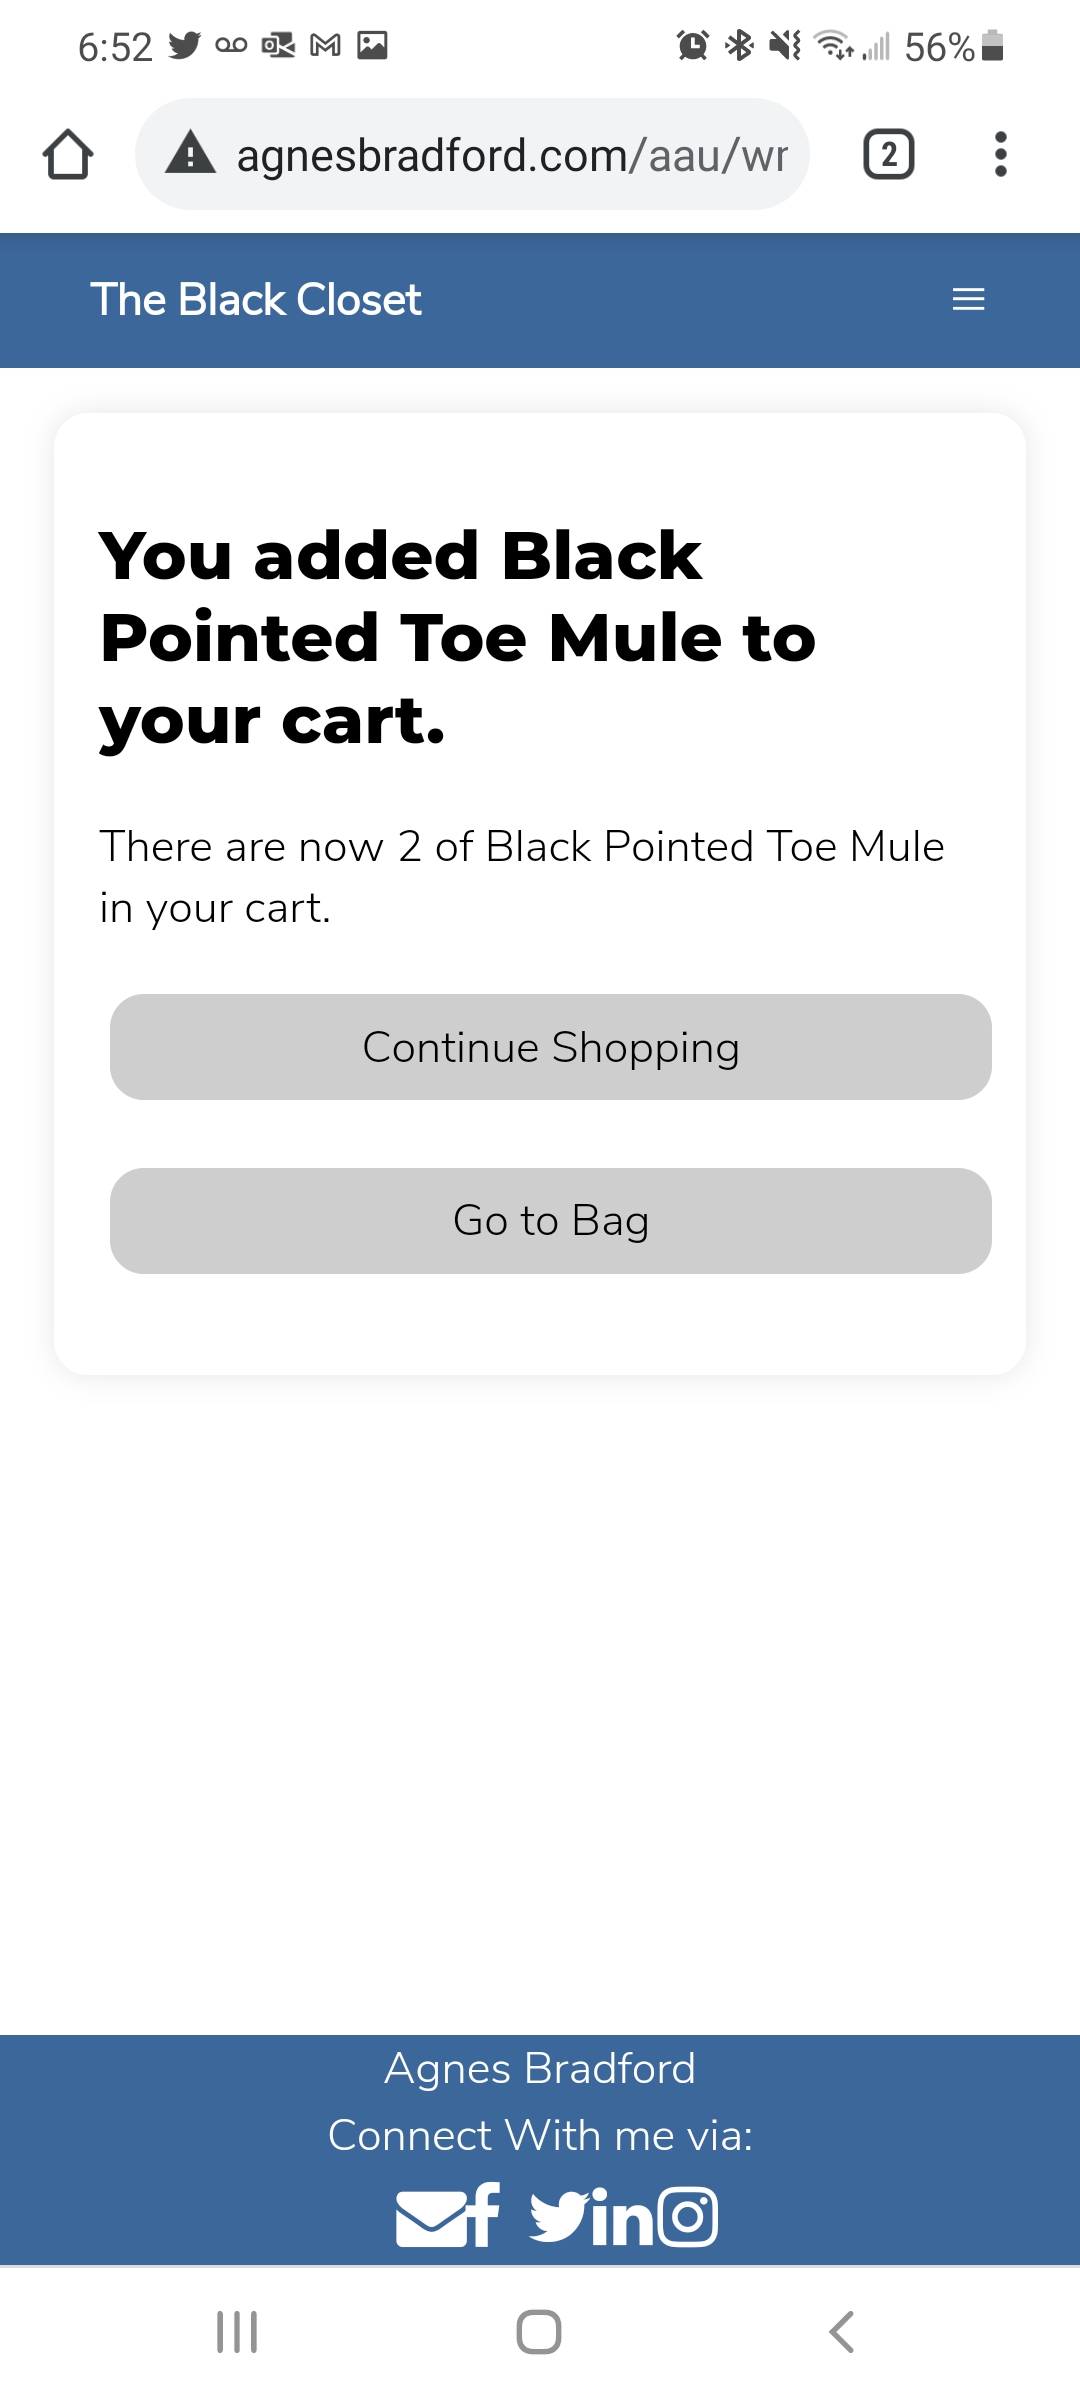 6:52 56%
agnesbradford.com/aau/wr 2
The Black Closet
You added Black
Pointed Toe Mule to
your cart.
There are now 2 of Black Pointed Toe Mule
in your cart.
Continue Shopping
Go to Bag
Agnes Bradford
Connect With me via: